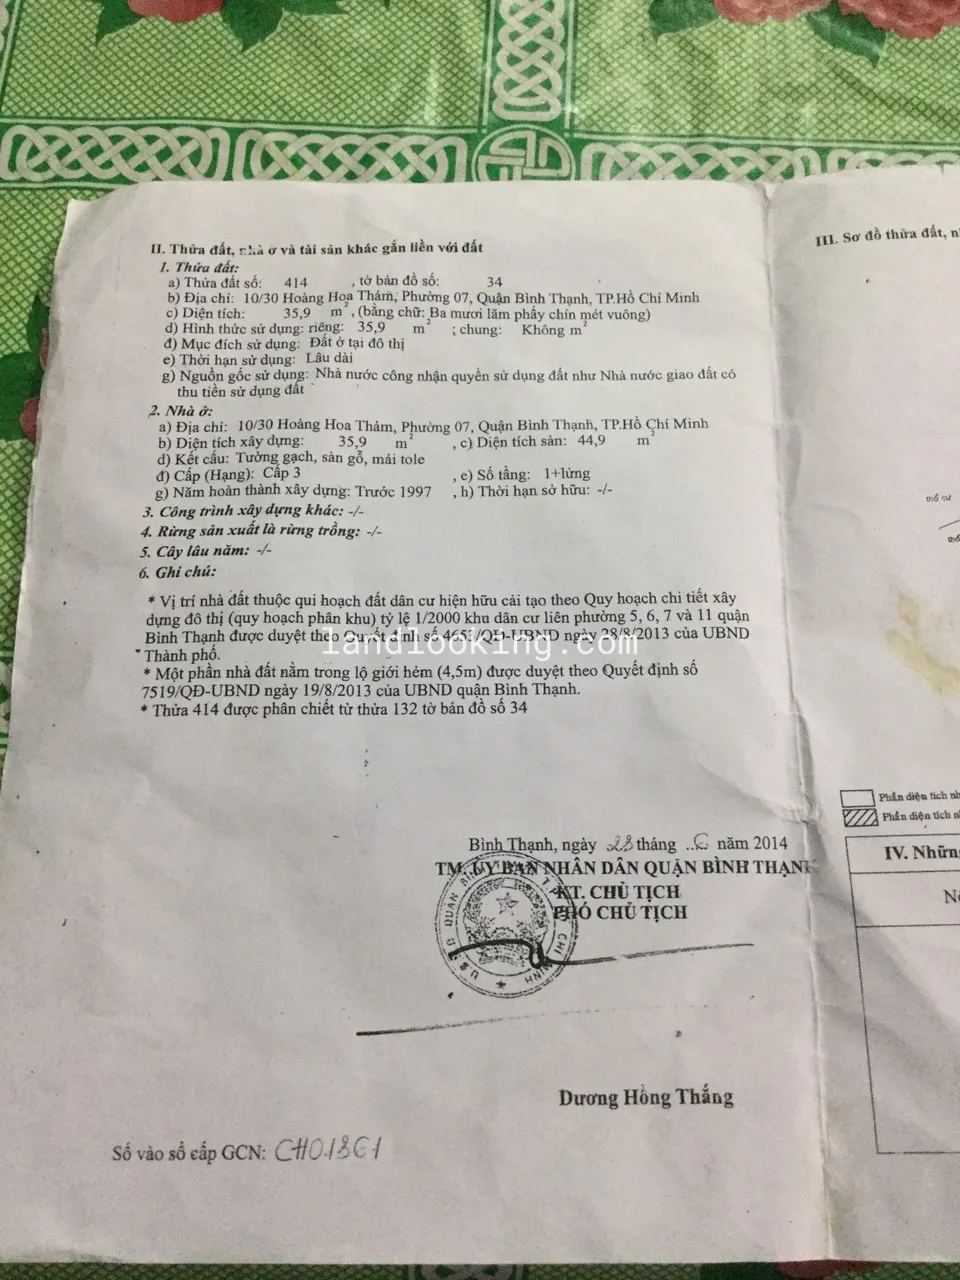 II. Thửa đất, nhà ở và tài sản khác gắn liền với đất
1. Thửa đất:
a) Thửa đất số: 414 , tờ bản đồ số: 34
b) Địa chỉ: 10/30 Hoàng Hoa Thám, Phường 07, Quận Bình Thạnh, TP.Hồ Chí Minh
c) Diện tích: 35,9 m², (bằng chữ: Ba mươi lăm phẩy chín mét vuông)
d) Hình thức sử dụng: riêng: 35,9 m² ; chung: Không m²
đ) Mục đích sử dụng: Đất ở tại đô thị
e) Thời hạn sử dụng: Lâu dài
g) Nguồn gốc sử dụng: Nhà nước công nhận quyền sử dụng đất như Nhà nước giao đất có
thu tiền sử dụng đất
2. Nhà ở:
a) Địa chỉ: 10/30 Hoàng Hoa Thám, Phường 07, Quận Bình Thạnh, TP.Hồ Chí Minh
b) Diện tích xây dựng: 35,9 m² , c) Diện tích sàn: 44,9 m²
d) Kết cấu: Tường gạch, sàn gỗ, mái tole
đ) Cấp (Hạng): Cấp 3 , e) Số tầng: 1+lửng
g) Năm hoàn thành xây dựng: Trước 1997 , h) Thời hạn sở hữu: -/-
3. Công trình xây dựng khác: -/-
4. Rừng sản xuất là rừng trồng: -/-
5. Cây lâu năm: -/-
6. Ghi chú:
* Vị trí nhà đất thuộc qui hoạch đất dân cư hiện hữu cải tạo theo Quy hoạch chi tiết xây
dựng đô thị (quy hoạch phân khu) tỷ lệ 1/2000 khu dân cư liên phường 5, 6, 7 và 11 quận
Bình Thạnh được duyệt theo Quyết định số 4653/QĐ-UBND ngày 28/8/2013 của UBND
Thành phố.
* Một phần nhà đất nằm trong lộ giới hẻm (4,5m) được duyệt theo Quyết định số
7519/QĐ-UBND ngày 19/8/2013 của UBND quận Bình Thạnh.
* Thửa 414 được phân chiết từ thửa 132 tờ bản đồ số 34
landlooking.com
Bình Thạnh, ngày 23 tháng ..6 năm 2014
TM. ỦY BAN NHÂN DÂN QUẬN BÌNH THẠNH
KT. CHỦ TỊCH
PHÓ CHỦ TỊCH
Dương Hồng Thắng
Số vào sổ cấp GCN:
III. Sơ đồ thửa đất,
thổ cư
Phần diện tích
Phần diện tích
IV. Những